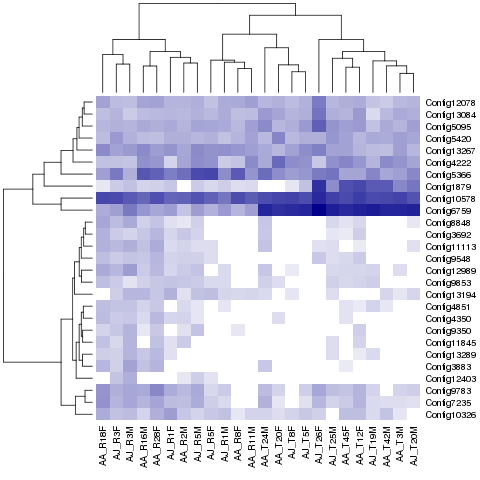 Contig12078
Contig13084
Contig5095
Contig5420
Contig13267
Contig4222
Contig5366
Contig1879
Contig10578
Contig6759
Contig8848
Contig3692
Contig11113
Contig9548
Contig12989
Contig9853
Contig13194
Contig4851
Contig4350
Contig9350
Contig11845
Contig13289
Contig3883
Contig12403
Contig9783
Contig7235
Contig10326
AA_R18F
AJ_R3F
AJ_R3M
AA_R16M
AA_R28F
AJ_R1F
AA_R2M
AJ_R5M
AJ_R5F
AJ_R1M
AA_R8M
AA_R11M
AA_T24M
AA_T20F
AJ_T8F
AJ_T5F
AJ_T26F
AJ_T25M
AA_T45F
AA_T12F
AJ_T19M
AA_T42M
AA_T3M
AJ_T20M